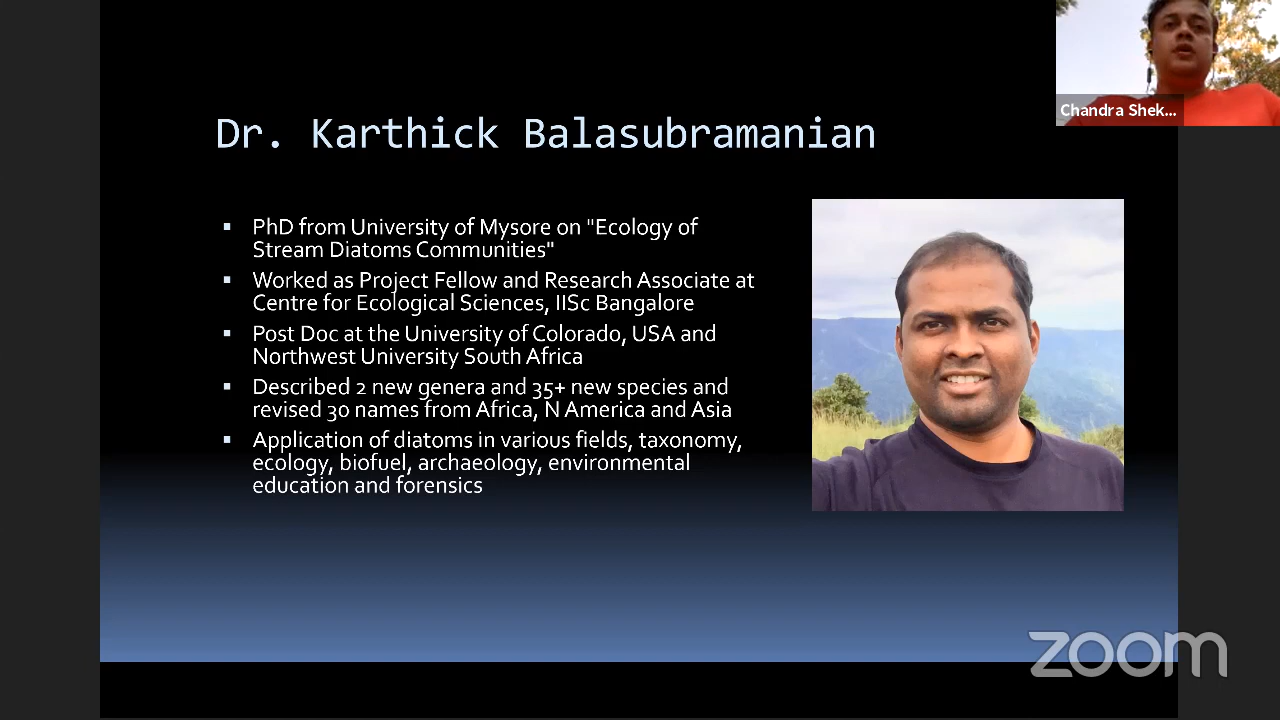 Chandra Shek...
Dr. Karthick Balasubramanian
▪ PhD from University of Mysore on "Ecology of
Stream Diatoms Communities"
▪ Worked as Project Fellow and Research Associate at
Centre for Ecological Sciences, IISc Bangalore
▪ Post Doc at the University of Colorado, USA and
Northwest University South Africa
▪ Described 2 new genera and 35+ new species and
revised 30 names from Africa, N America and Asia
▪ Application of diatoms in various fields, taxonomy,
ecology, biofuel, archaeology, environmental
education and forensics
zoom